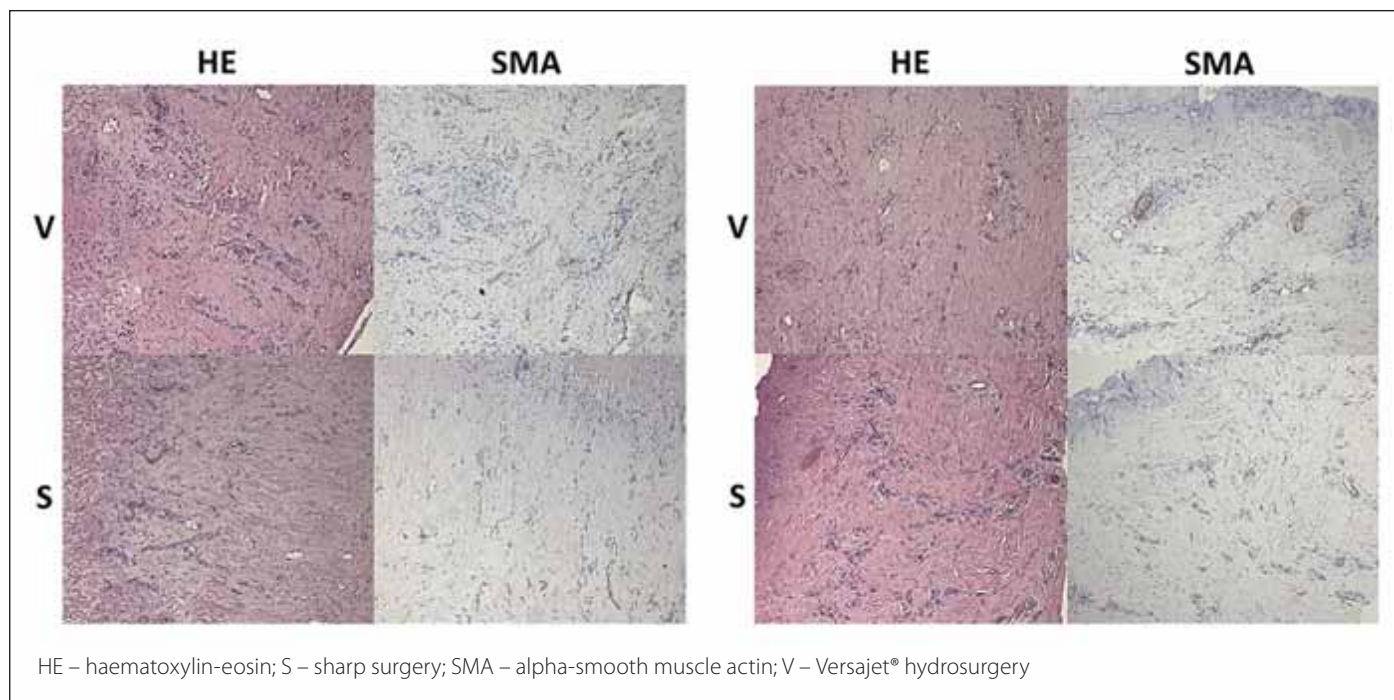 HE SMA HE SMA
V V
S S
HE – haematoxylin-eosin; S – sharp surgery; SMA – alpha-smooth muscle actin; V – Versajet® hydrosurgery